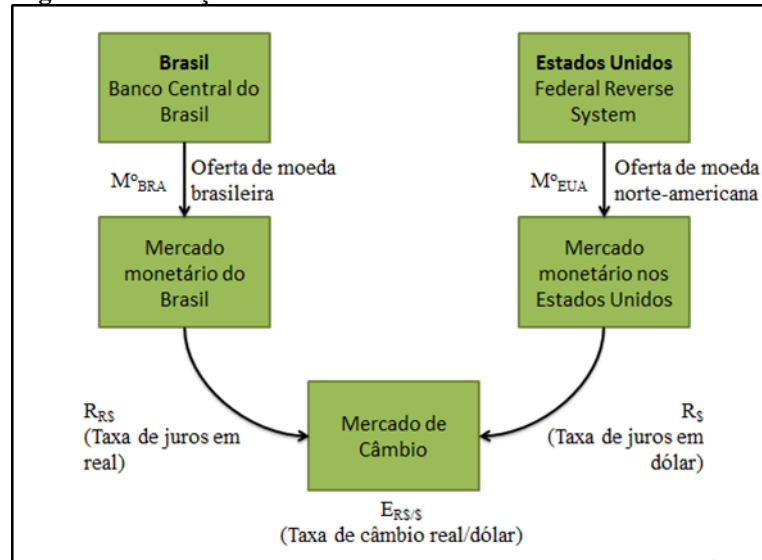 Brasil
Banco Central do
Brasil
Estados Unidos
Federal Reverse
System
MºBRA
Oferta de moeda
brasileira
MºEUA
Oferta de moeda
norte-americana
Mercado
monetário do
Brasil
Mercado
monetário nos
Estados Unidos
RR$
(Taxa de juros em
real)
Mercado de
Câmbio
R$
(Taxa de juros em
dólar)
ER$/$
(Taxa de câmbio real/dólar)